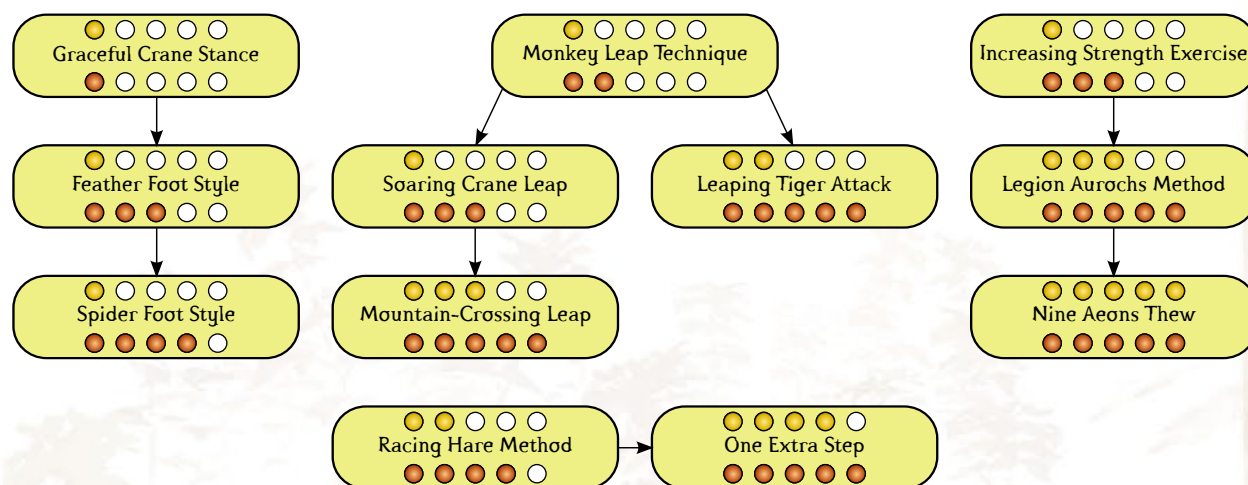 Graceful Crane Stance
Monkey Leap Technique
Increasing Strength Exercise
Feather Foot Style
Soaring Crane Leap
Leaping Tiger Attack
Legion Aurochs Method
Spider Foot Style
Mountain-Crossing Leap
Nine Aeons Thew
Racing Hare Method
One Extra Step